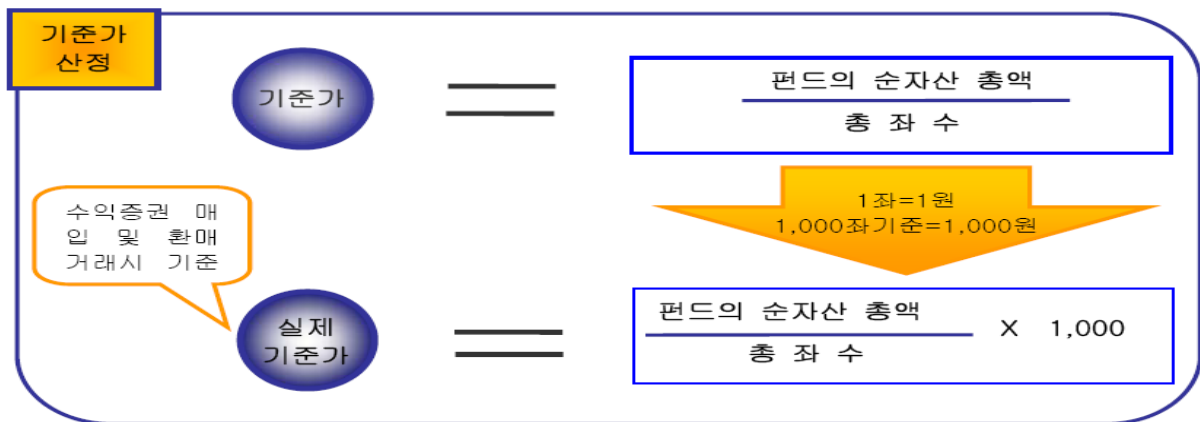 기준가
산정
기준가
펀드의 순자산 총액
총 좌 수
1좌=1원
1,000좌기준=1,000원
수익증권 매
입 및 환매
거래시 기준
실제
기준가
펀드의 순자산 총액
총 좌 수
X 1,000